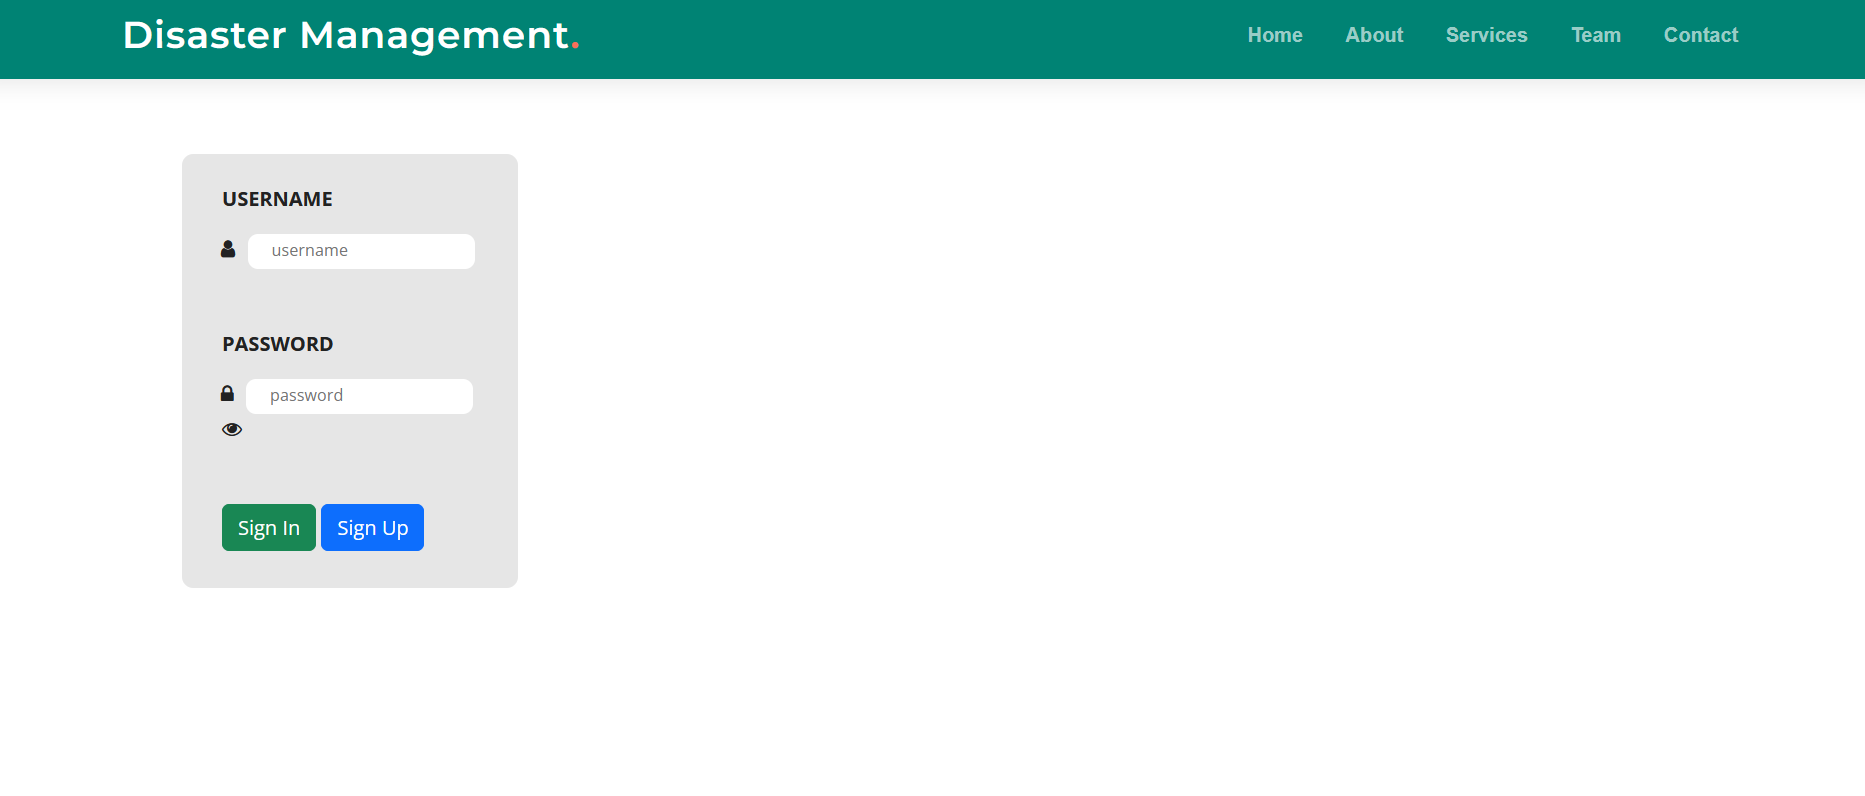 Disaster Management.
Home About Services Team Contact
USERNAME
username
PASSWORD
password
Sign In Sign Up